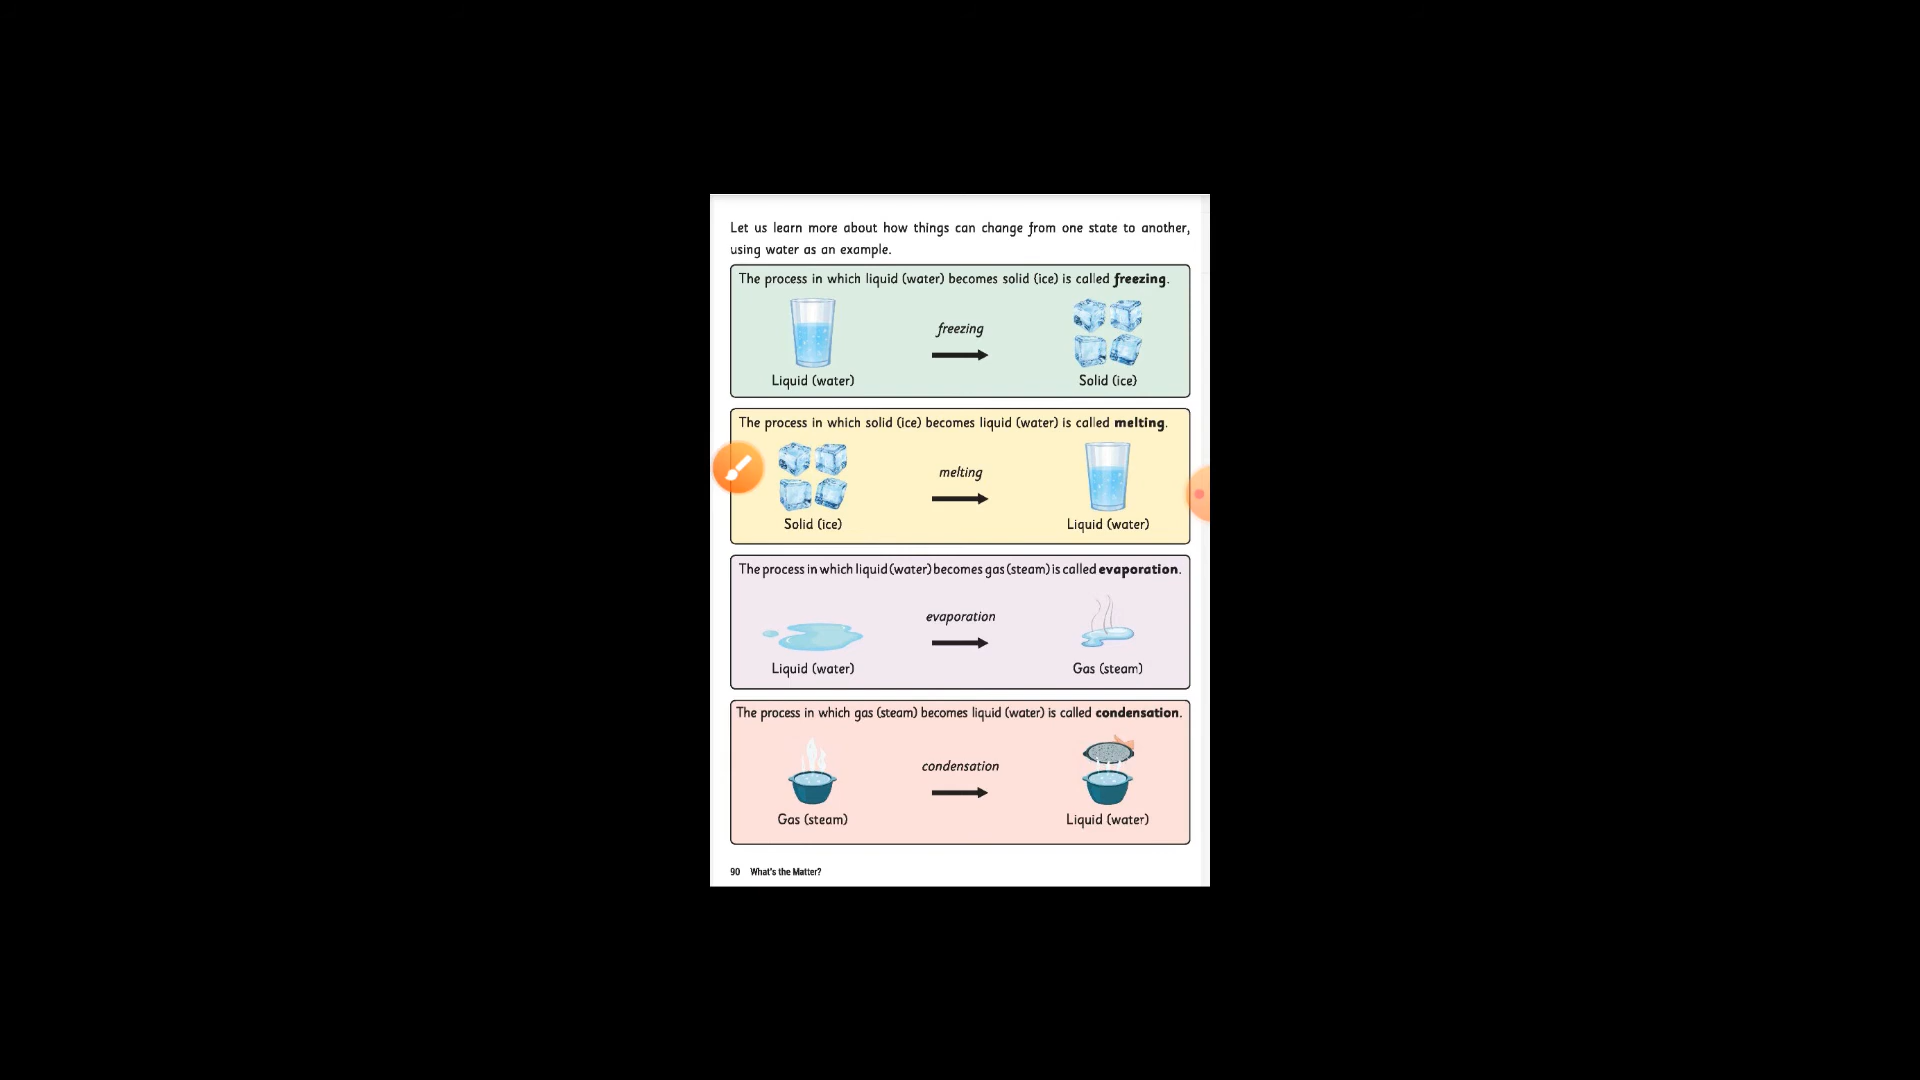 Let us learn more about how things can change from one state to another,
using water as an example.
The process in which liquid (water) becomes solid (ice) is called freezing.
freezing
Liquid (water)
Solid (ice)
The process in which solid (ice) becomes liquid (water) is called melting.
melting
Solid (ice)
Liquid (water)
The process in which liquid (water) becomes gas (steam) is called evaporation.
evaporation
Liquid (water)
Gas (steam)
The process in which gas (steam) becomes liquid (water) is called condensation.
condensation
Gas (steam)
Liquid (water)
90 What's the Matter?